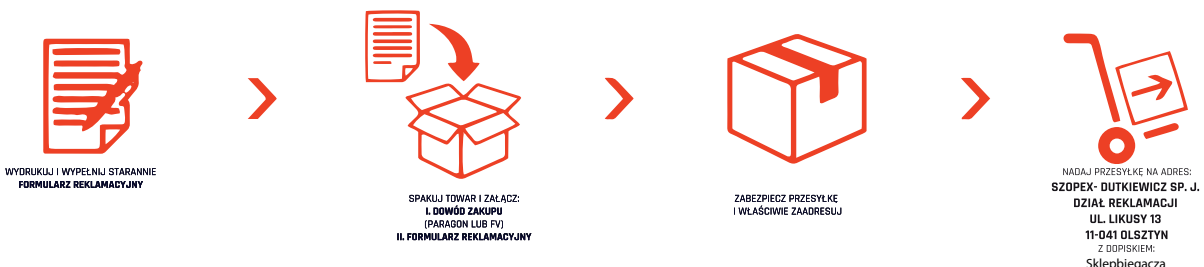 WYDRUKUJ I WYPEŁNIJ STARANNIE
FORMULARZ REKLAMACYJNY
SPAKUJ TOWAR I ZAŁĄCZ:
I. DOWÓD ZAKUPU
(PARAGON LUB FV)
II. FORMULARZ REKLAMACYJNY
ZABEZPIECZ PRZESYŁKĘ
I WŁAŚCIWIE ZAADRESUJ
NADAJ PRZESYŁKĘ NA ADRES:
SZOPEX- DUTKIEWICZ SP. J.
DZIAŁ REKLAMACJI
UL. LIKUSY 13
11-041 OLSZTYN
Z DOPISKIEM:
Sklepbiegacza